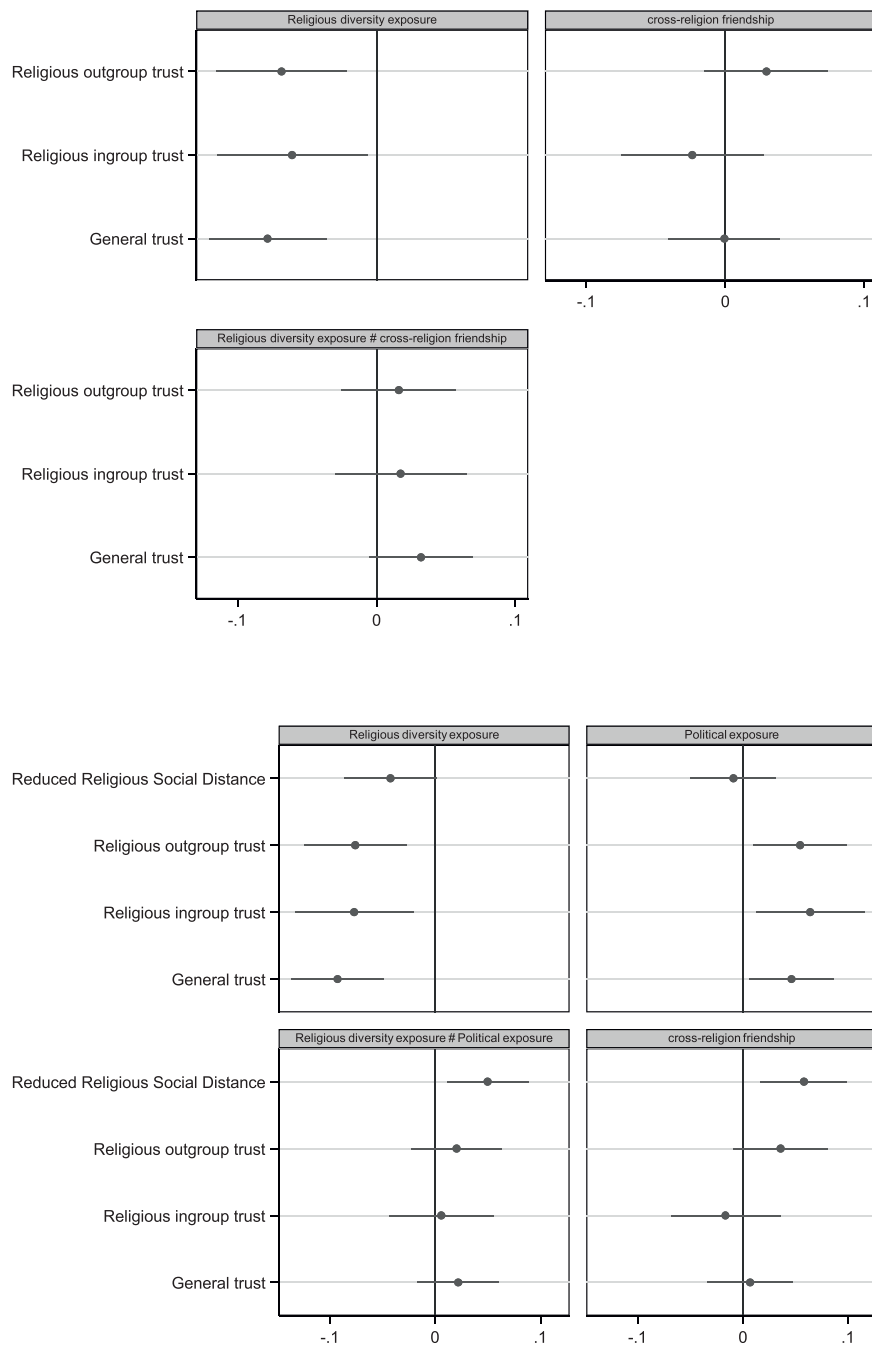 Religious diversity exposure
cross-religion friendship
Religious outgroup trust
Religious ingroup trust
General trust
-.1 0 .1
Religious diversity exposure # cross-religion friendship
Religious outgroup trust
Religious ingroup trust
General trust
-.1 0 .1
Religious diversity exposure
Political exposure
Reduced Religious Social Distance
Religious outgroup trust
Religious ingroup trust
General trust
Religious diversity exposure # Political exposure
cross-religion friendship
Reduced Religious Social Distance
Religious outgroup trust
Religious ingroup trust
General trust
-.1 0 .1
-.1 0 .1